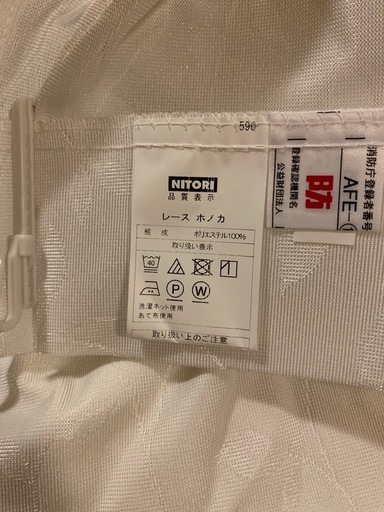 590
NITORI
品質表示
レース ホノカ
組成 ポリエステル100%
取り扱い表示
40
P W
洗濯ネット使用
あて布使用
取り扱い上のご注意
消防庁登録者番号
AFE-
防
登録確認機関名
公益財団法人